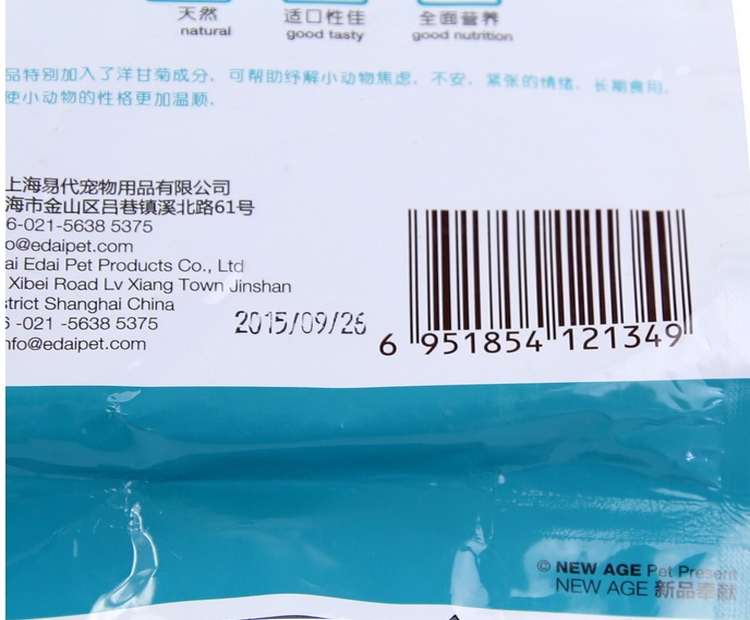 天然
natural
适口性佳
good tasty
全面营养
good nutrition
品特别加入了洋甘菊成分，可帮助纾解小动物焦虑、不安、紧张的情绪，长期食用，
使小动物的性格更加温顺。
上海易代宠物用品有限公司
海市金山区吕巷镇溪北路61号
6-021-5638 5375
o@edaipet.com
ai Edai Pet Products Co., Ltd
Xibei Road Lv Xiang Town Jinshan
strict Shanghai China
6 -021 -5638 5375
nfo@edaipet.com
2015/09/26
6 951854 121349
© NEW AGE Pet Present
NEW AGE 新品奉献